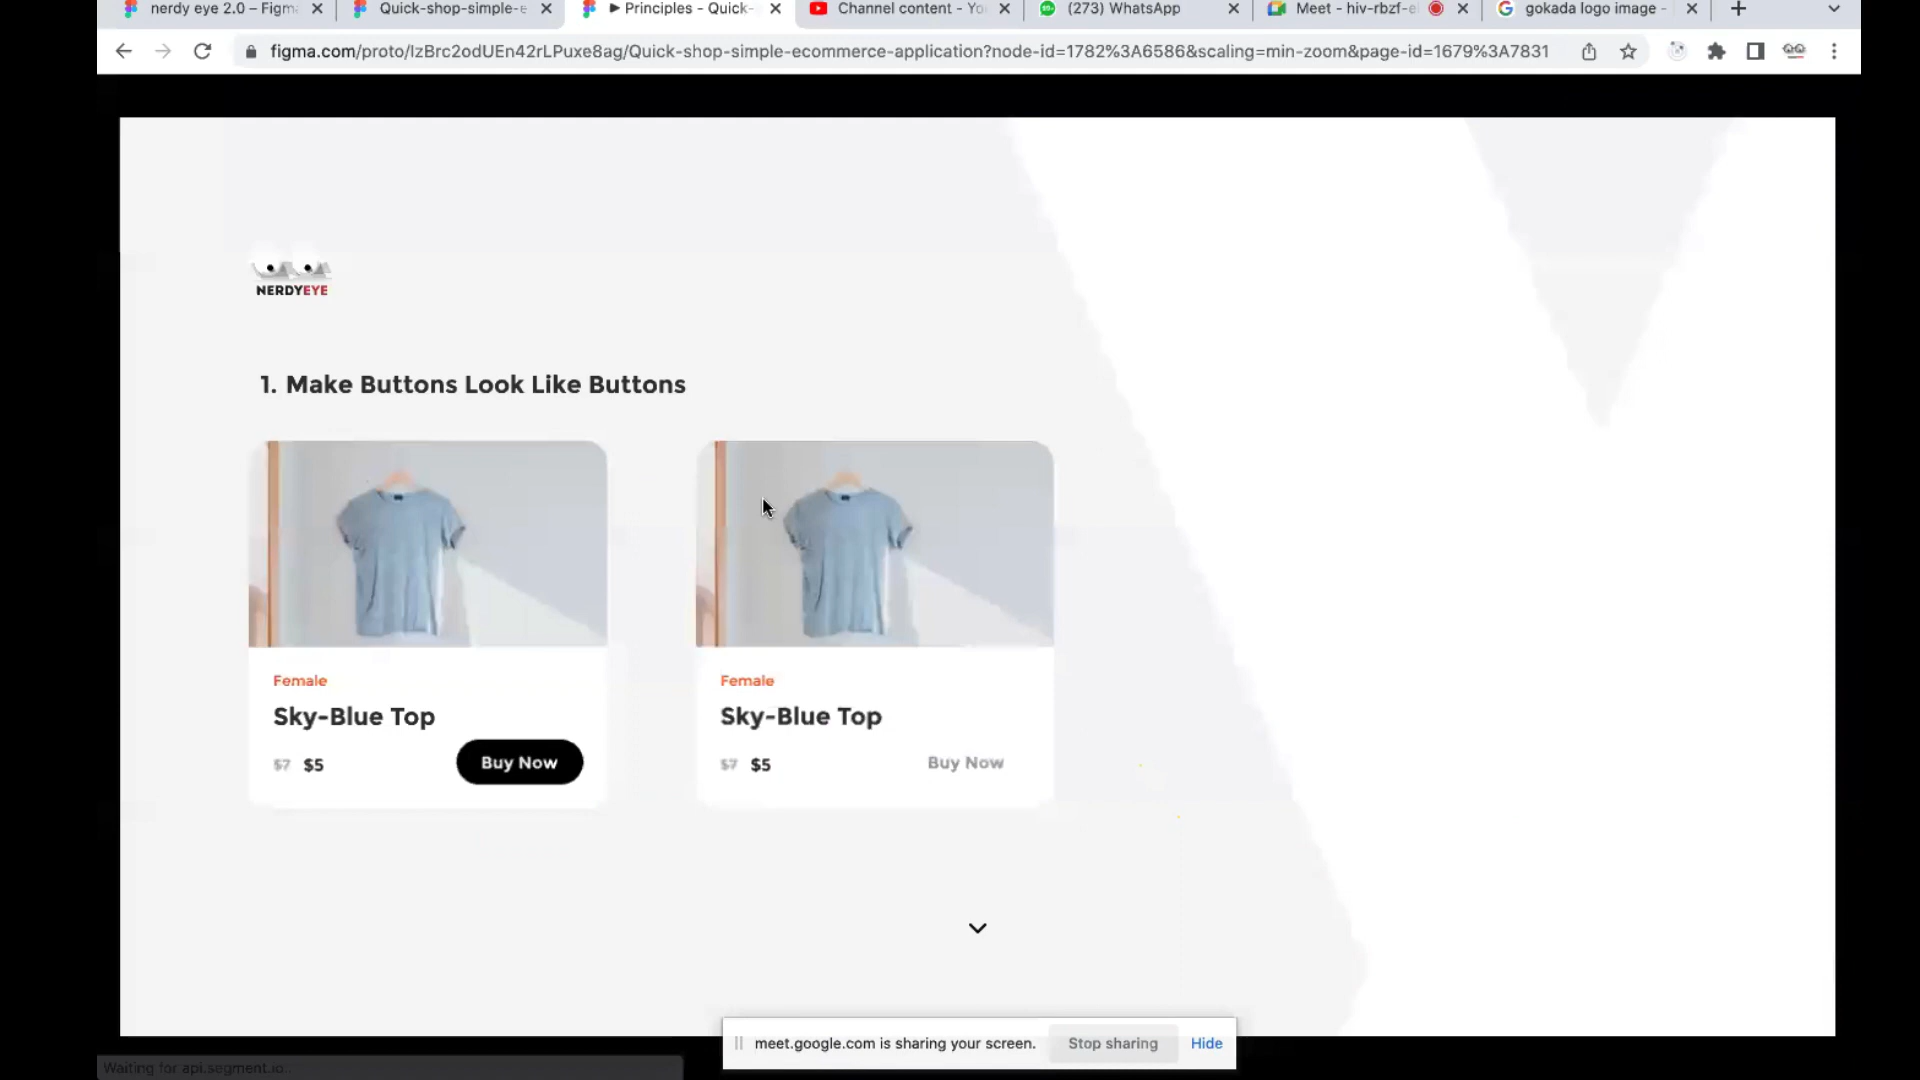 nerdy eye 2.0 – Figma
Quick-shop-simple-e
▶ Principles - Quick-
Channel content - Yo
(273) WhatsApp
Meet - hiv-rbzf-e
gokada logo image -
figma.com/proto/IzBrc2odUEn42rLPuxe8ag/Quick-shop-simple-ecommerce-application?node-id=1782%3A6586&scaling=min-zoom&page-id=1679%3A7831
NERDYEYE
1. Make Buttons Look Like Buttons
Female
Sky-Blue Top
$7 $5
Buy Now
Female
Sky-Blue Top
$7 $5
Buy Now
meet.google.com is sharing your screen.
Stop sharing
Hide
Waiting for api.segment.io...